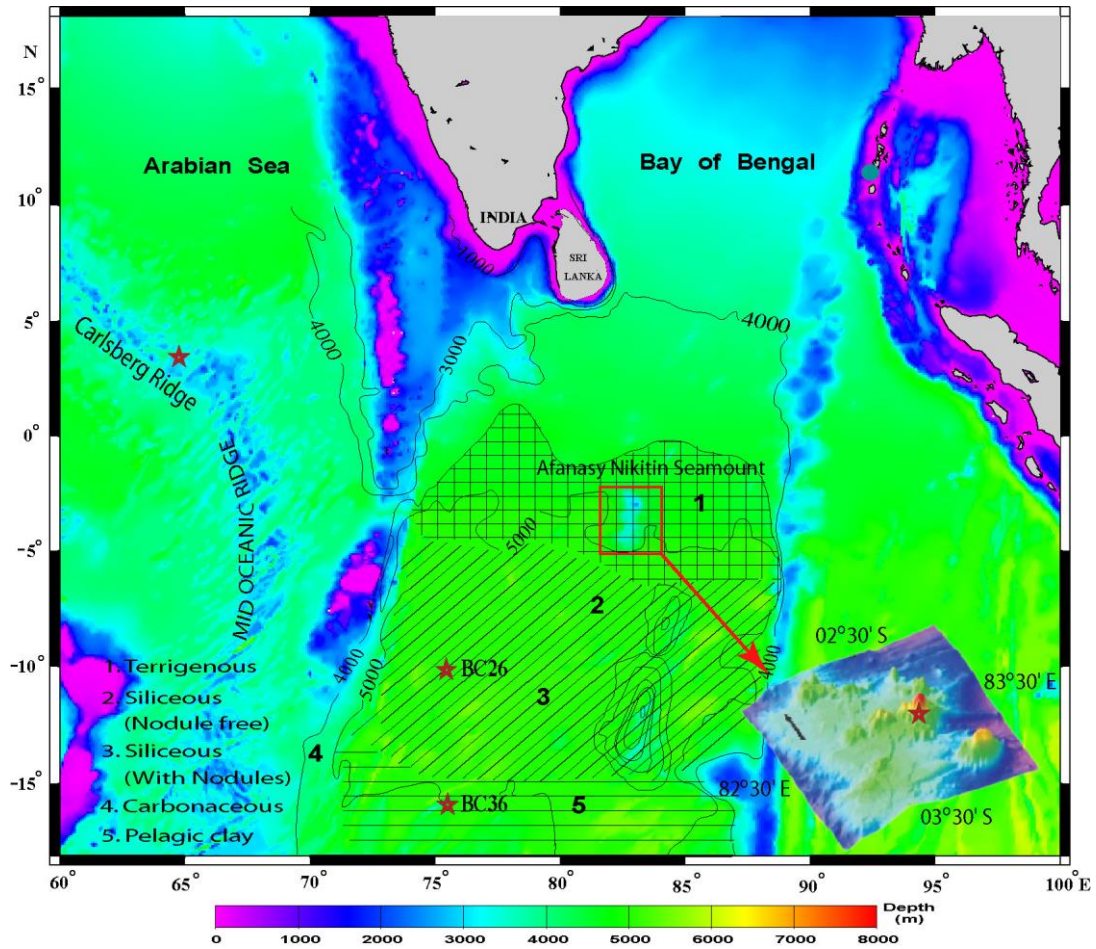 N
15°
10°
5°
0°
-5°
-10°
-15°
Arabian Sea
Bay of Bengal
INDIA
SRI
LANKA
1000
4000
3000
4000
Carlsberg Ridge
MID OCEANIC RIDGE
Afanasy Nikitin Seamount
1
5000
2
BC26
3
4000
5000
4000
4
BC36
5
1. Terrigenous
2 Siliceous
(Nodule free)
3. Siliceous
(With Nodules)
4. Carbonaceous
5. Pelagic clay
02°30' S
83°30' E
82°30' E
03°30' S
60° 65° 70° 75° 80° 85° 90° 95° 100° E
0 1000 2000 3000 4000 5000 6000 7000 8000
Depth
(m)